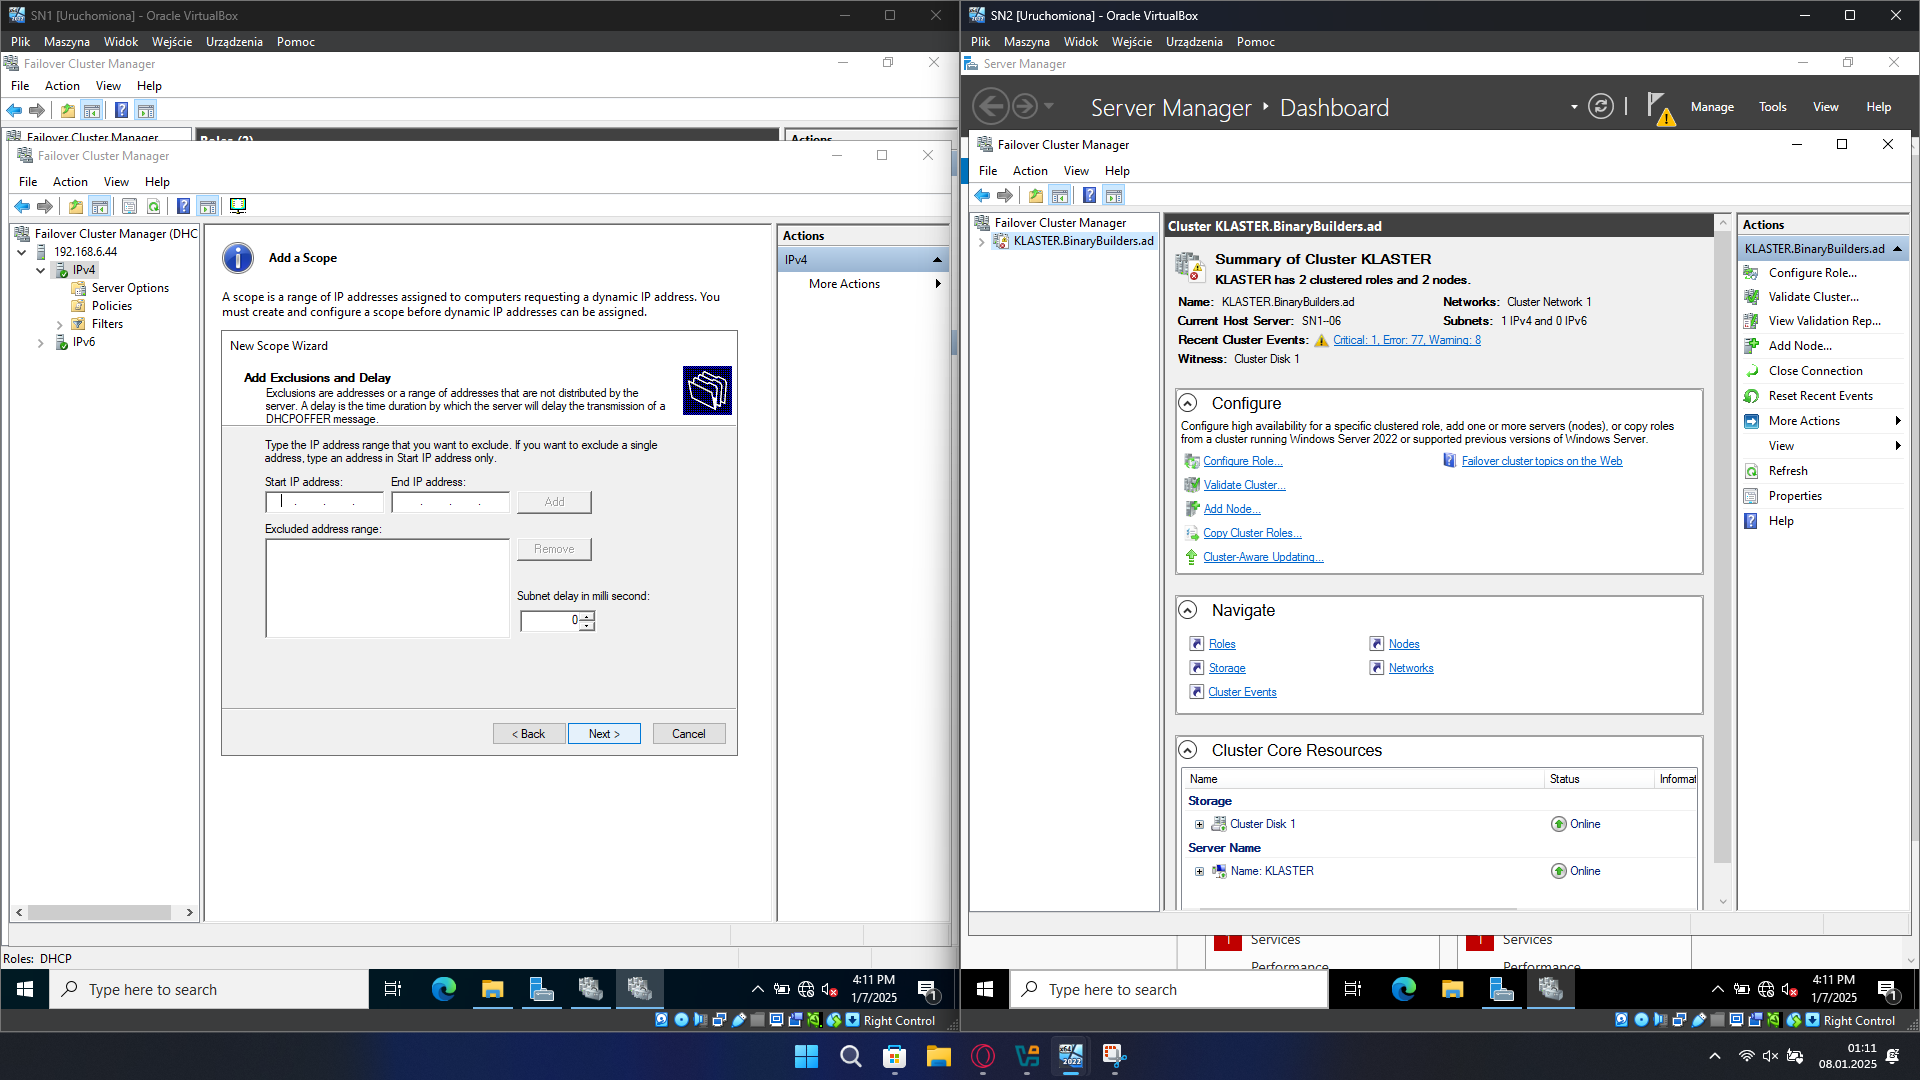 SN1 [Uruchomiona] - Oracle VirtualBox
Plik Maszyna Widok Wejście Urządzenia Pomoc
Failover Cluster Manager
File Action View Help
Failover Cluster Manager
Roles (2)
Actions
Failover Cluster Manager
File Action View Help
Failover Cluster Manager (DHC
192.168.6.44
IPv4
Server Options
Policies
Filters
IPv6
Add a Scope
A scope is a range of IP addresses assigned to computers requesting a dynamic IP address. You
must create and configure a scope before dynamic IP addresses can be assigned.
New Scope Wizard
Add Exclusions and Delay
Exclusions are addresses or a range of addresses that are not distributed by the
server. A delay is the time duration by which the server will delay the transmission of a
DHCPOFFER message.
Type the IP address range that you want to exclude. If you want to exclude a single
address, type an address in Start IP address only.
Start IP address: End IP address:
Add
Excluded address range:
Remove
Subnet delay in milli second:
0
< Back Next > Cancel
Actions
IPv4
More Actions
Roles: DHCP
Type here to search
4:11 PM
1/7/2025
1
Right Control
SN2 [Uruchomiona] - Oracle VirtualBox
Plik Maszyna Widok Wejście Urządzenia Pomoc
Server Manager
Server Manager • Dashboard
Manage Tools View Help
Failover Cluster Manager
File Action View Help
Failover Cluster Manager
KLASTER.BinaryBuilders.ad
Cluster KLASTER.BinaryBuilders.ad
Summary of Cluster KLASTER
KLASTER has 2 clustered roles and 2 nodes.
Name: KLASTER.BinaryBuilders.ad Networks: Cluster Network 1
Current Host Server: SN1--06 Subnets: 1 IPv4 and 0 IPv6
Recent Cluster Events: Critical: 1, Error: 77, Warning: 8
Witness: Cluster Disk 1
Configure
Configure high availability for a specific clustered role, add one or more servers (nodes), or copy roles
from a cluster running Windows Server 2022 or supported previous versions of Windows Server.
Configure Role... Failover cluster topics on the Web
Validate Cluster...
Add Node...
Copy Cluster Roles...
Cluster-Aware Updating...
Navigate
Roles Nodes
Storage Networks
Cluster Events
Cluster Core Resources
Name Status Informat
Storage
Cluster Disk 1 Online
Server Name
Name: KLASTER Online
Actions
KLASTER.BinaryBuilders.ad
Configure Role...
Validate Cluster...
View Validation Rep...
Add Node...
Close Connection
Reset Recent Events
More Actions
View
Refresh
Properties
Help
1 Services 1 Services
Performance Performance
Type here to search
4:11 PM
1/7/2025
1
Right Control
01:11
08.01.2025